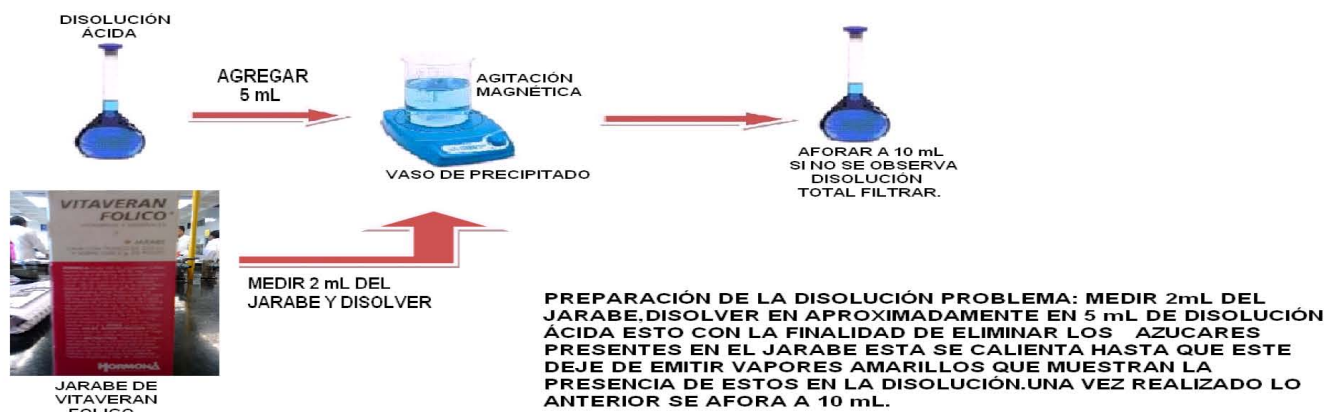 DISOLUCIÓN
ÁCIDA
AGREGAR
5 mL
AGITACIÓN
MAGNÉTICA
VASO DE PRECIPITADO
AFORAR A 10 mL
SI NO SE OBSERVA
DISOLUCIÓN
TOTAL FILTRAR.
VITAVERAN
FOLICO
JARABE
HORMONA
MEDIR 2 mL DEL
JARABE Y DISOLVER
JARABE DE
VITAVERAN
FOLICO
PREPARACIÓN DE LA DISOLUCIÓN PROBLEMA: MEDIR 2mL DEL
JARABE,DISOLVER EN APROXIMADAMENTE EN 5 mL DE DISOLUCIÓN
ÁCIDA ESTO CON LA FINALIDAD DE ELIMINAR LOS AZUCARES
PRESENTES EN EL JARABE ESTA SE CALIENTA HASTA QUE ESTE
DEJE DE EMITIR VAPORES AMARILLOS QUE MUESTRAN LA
PRESENCIA DE ESTOS EN LA DISOLUCIÓN.UNA VEZ REALIZADO LO
ANTERIOR SE AFORA A 10 mL.